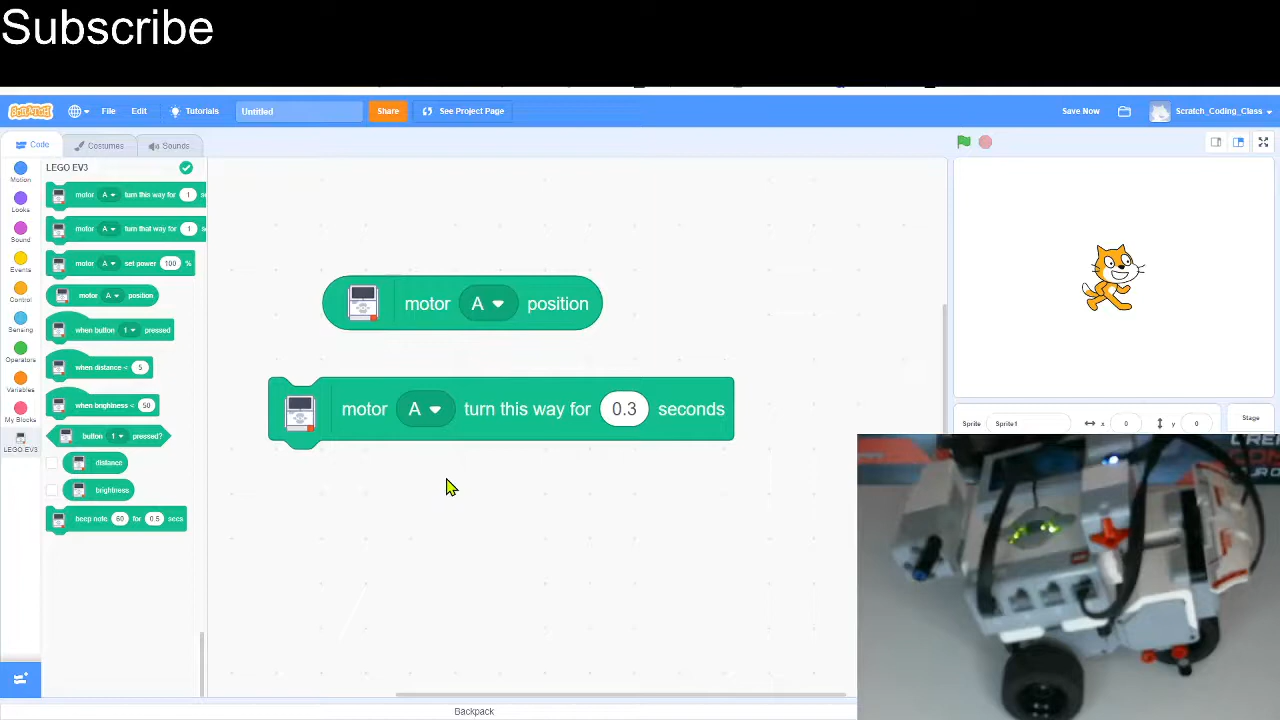 Subscribe
SCRATCH
File
Edit
Tutorials
Untitled
Share
See Project Page
Save Now
Scratch_Coding_Class
Code
Costumes
Sounds
Motion
Looks
Sound
Events
Control
Sensing
Operators
Variables
My Blocks
LEGO EV3
LEGO EV3
motor A turn this way for 1 se
motor A turn that way for 1 se
motor A set power 100 %
motor A position
when button 1 pressed
when distance < 5
when brightness < 50
button 1 pressed?
distance
brightness
beep note 60 for 0.5 secs
motor A position
motor A turn this way for 0.3 seconds
Sprite Sprite1 x 0 y 0
Stage
Backpack